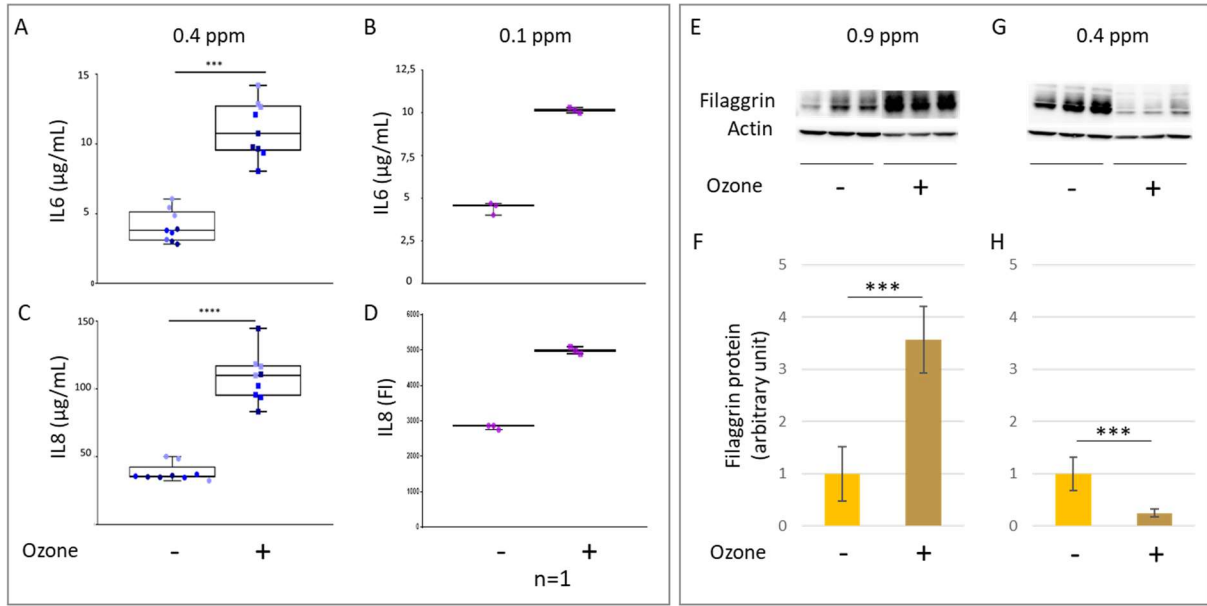 A
0.4 ppm
***
IL6 (µg/mL)
15
10
5
0
B
0.1 ppm
IL6 (µg/mL)
12,5
10
7,5
5
2,5
0
C
****
IL8 (µg/mL)
150
100
50
D
IL8 (FI)
6000
5000
4000
3000
2000
1000
0
Ozone - + - +
n=1
E
0.9 ppm
G
0.4 ppm
Filaggrin
Actin
Ozone - + - +
F
Filaggrin protein
(arbitrary unit)
5
4
3
2
1
0
***
H
5
4
3
2
1
0
***
Ozone - + - +